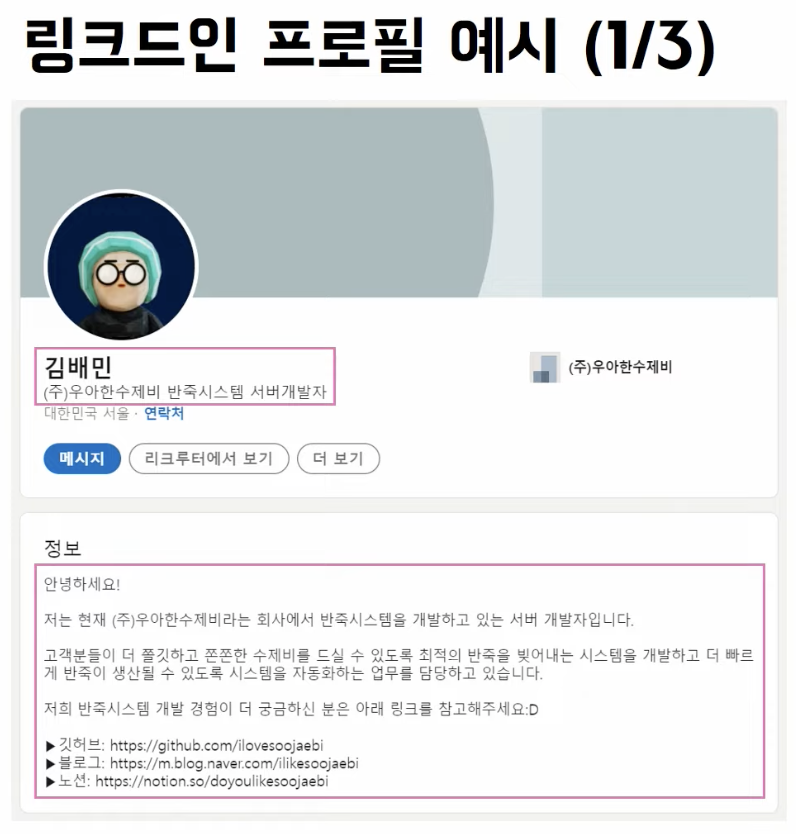 링크드인 프로필 예시 (1/3)
김배민
(주)우아한수제비 반죽시스템 서버개발자
대한민국 서울 · 연락처
(주)우아한수제비
메시지
리크루터에서 보기
더 보기
정보
안녕하세요!
저는 현재 (주)우아한수제비라는 회사에서 반죽시스템을 개발하고 있는 서버 개발자입니다.
고객분들이 더 쫄깃하고 쫀쫀한 수제비를 드실 수 있도록 최적의 반죽을 빚어내는 시스템을 개발하고 더 빠르
게 반죽이 생산될 수 있도록 시스템을 자동화하는 업무를 담당하고 있습니다.
저희 반죽시스템 개발 경험이 더 궁금하신 분은 아래 링크를 참고해주세요:D
▶깃허브: https://github.com/ilovesoojaebi
▶블로그: https://m.blog.naver.com/ilikesoojaebi
▶노션: https://notion.so/doyoulikesoojaebi